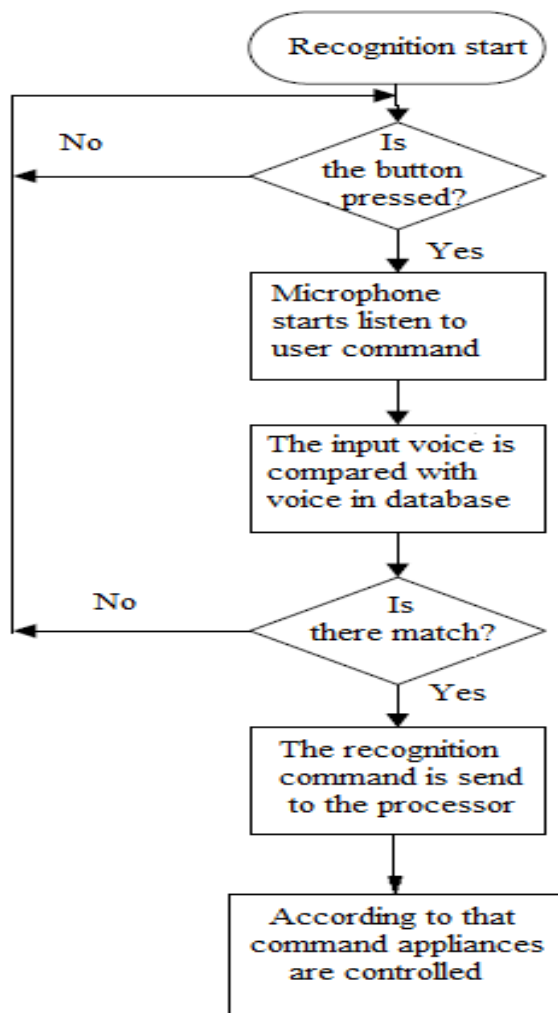 Recognition start
No
Is
the button
pressed?
Yes
Microphone
starts listen to
user command
The input voice is
compared with
voice in database
No
Is
there match?
Yes
The recognition
command is send
to the processor
According to that
command appliances
are controlled